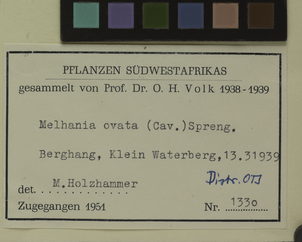 PFLANZEN SÜDWESTAFRIKAS
gesammelt von Prof. Dr. O. H. Volk 1938-1939
Melhania ovata (Cav.)Spreng.
Berghang, Klein Waterberg,13.31939
Distr. OTJ
det. M.Holzhammer
Zugegangen 1951 Nr. 1330